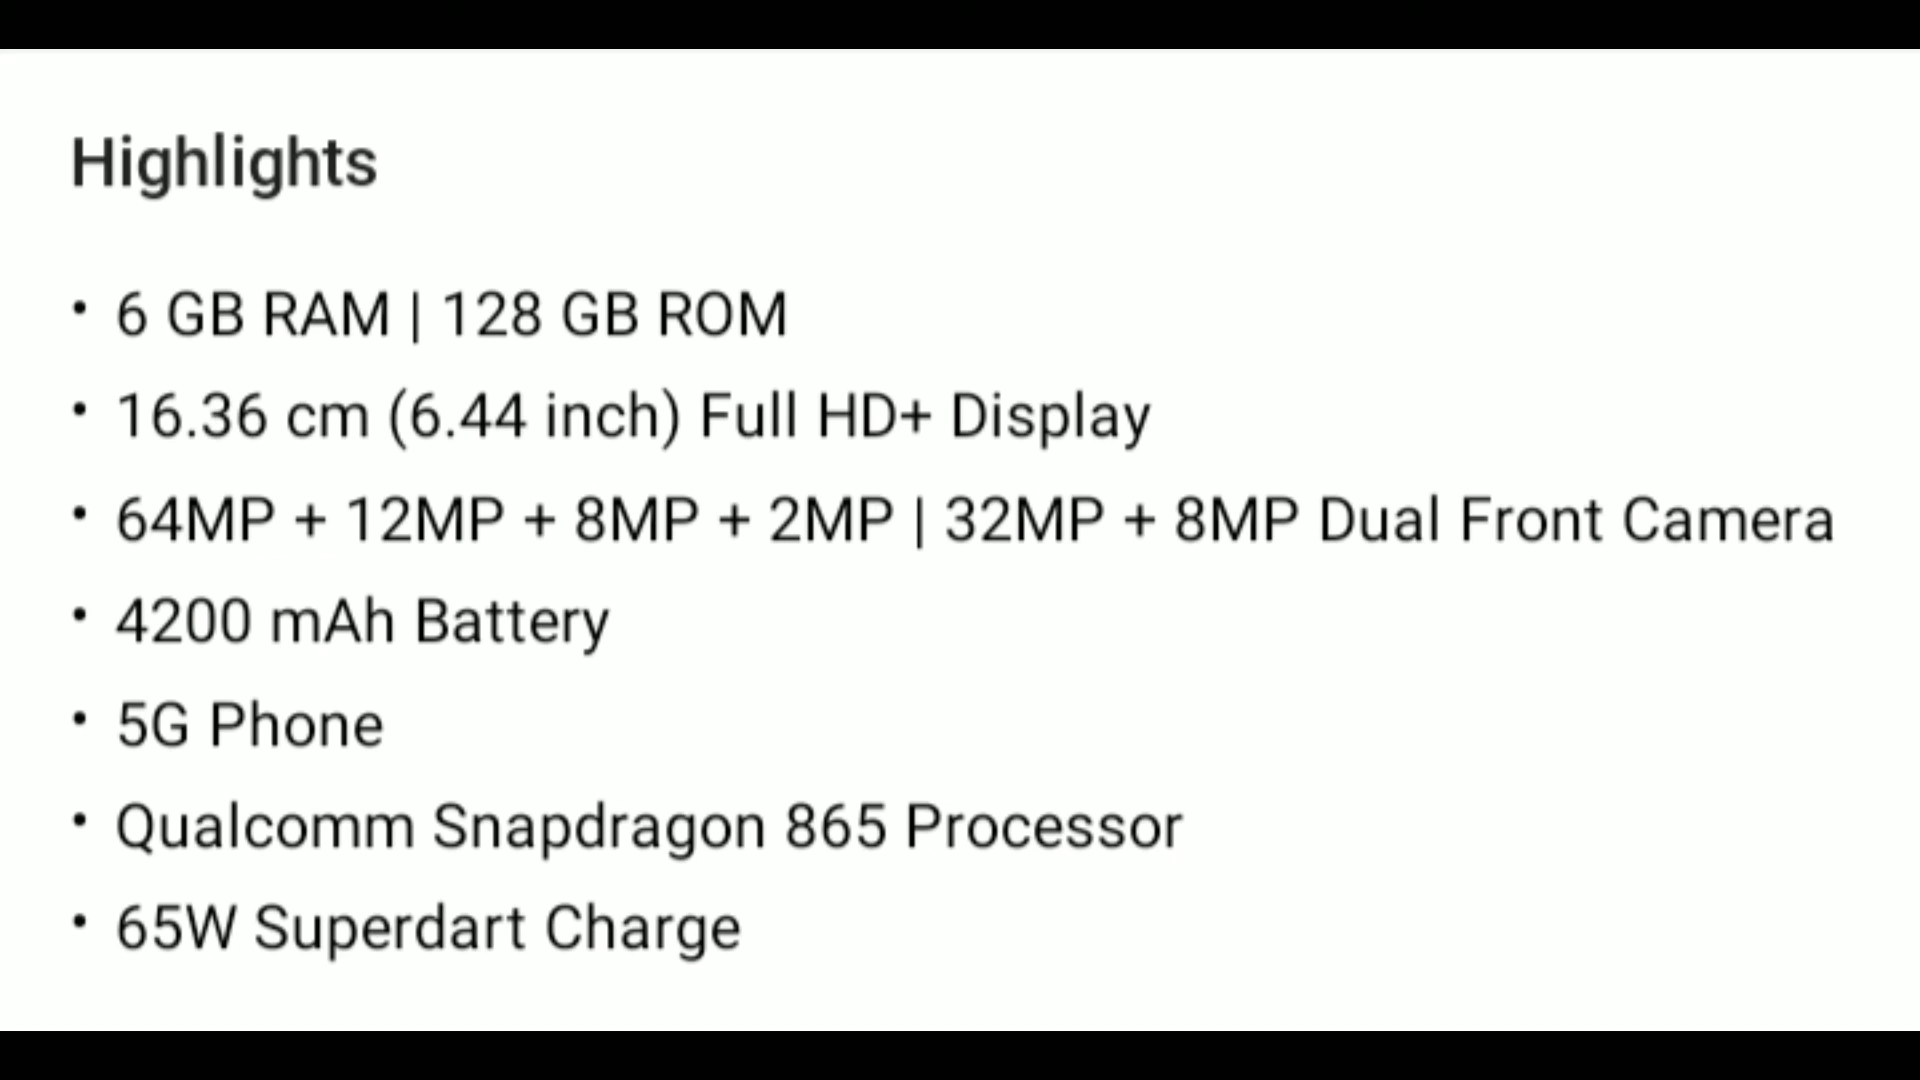 Highlights
• 6 GB RAM | 128 GB ROM
• 16.36 cm (6.44 inch) Full HD+ Display
• 64MP + 12MP + 8MP + 2MP | 32MP + 8MP Dual Front Camera
• 4200 mAh Battery
• 5G Phone
• Qualcomm Snapdragon 865 Processor
• 65W Superdart Charge